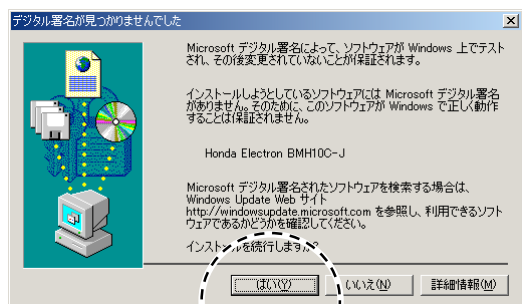 デジタル署名が見つかりませんでした
Microsoft デジタル署名によって、ソフトウェアが Windows 上でテスト
され、その後変更されていないことが保証されます。
インストールしようとしているソフトウェアには Microsoft デジタル署名
がありません。そのために、このソフトウェアが Windows で正しく動作
することは保証されません。
Honda Electron BMH10C-J
Microsoft デジタル署名されたソフトウェアを検索する場合は、
Windows Update Web サイト
http://windowsupdate.microsoft.com を参照し、利用できるソフト
ウェアであるかどうかを確認してください。
インストールを続行しますか?
はい(Y) いいえ(N) 詳細情報(M)